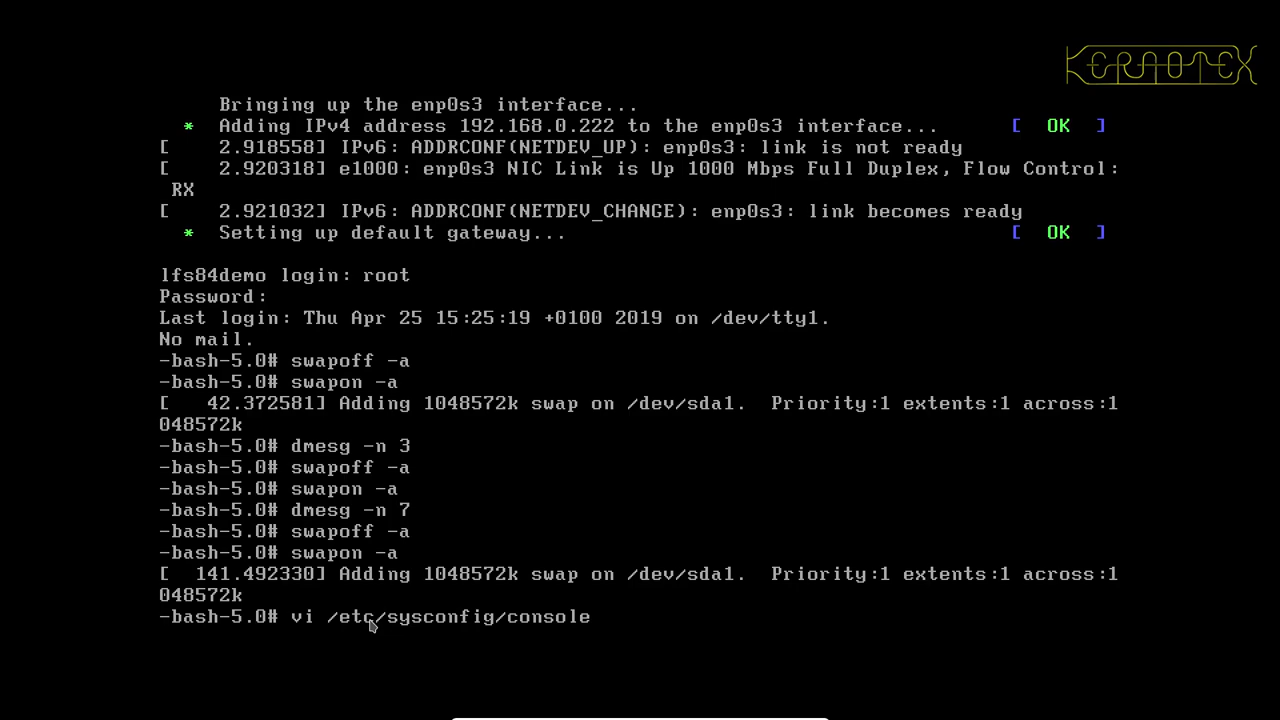 KERNOTEX
Bringing up the enp0s3 interface...
* Adding IPv4 address 192.168.0.222 to the enp0s3 interface... [ OK ]
[ 2.918558] IPv6: ADDRCONF(NETDEV_UP): enp0s3: link is not ready
[ 2.920318] e1000: enp0s3 NIC Link is Up 1000 Mbps Full Duplex, Flow Control:
RX
[ 2.921032] IPv6: ADDRCONF(NETDEV_CHANGE): enp0s3: link becomes ready
* Setting up default gateway... [ OK ]
lfs84demo login: root
Password:
Last login: Thu Apr 25 15:25:19 +0100 2019 on /dev/tty1.
No mail.
-bash-5.0# swapoff -a
-bash-5.0# swapon -a
[ 42.372581] Adding 1048572k swap on /dev/sda1. Priority:1 extents:1 across:1
048572k
-bash-5.0# dmesg -n 3
-bash-5.0# swapoff -a
-bash-5.0# swapon -a
-bash-5.0# dmesg -n 7
-bash-5.0# swapoff -a
-bash-5.0# swapon -a
[ 141.492330] Adding 1048572k swap on /dev/sda1. Priority:1 extents:1 across:1
048572k
-bash-5.0# vi /etc/sysconfig/console